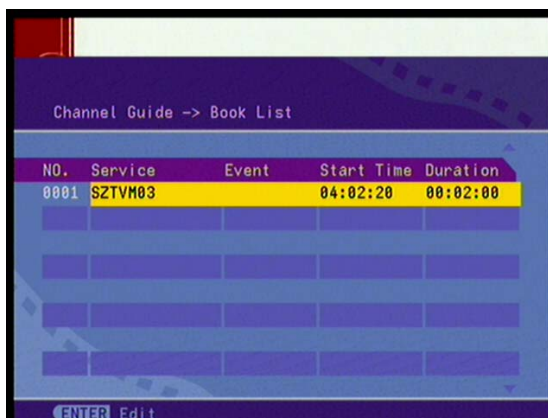 Channel Guide -> Book List
NO. Service Event Start Time Duration
0001 SZTVM03 04:02:20 00:02:00
ENTER Edit